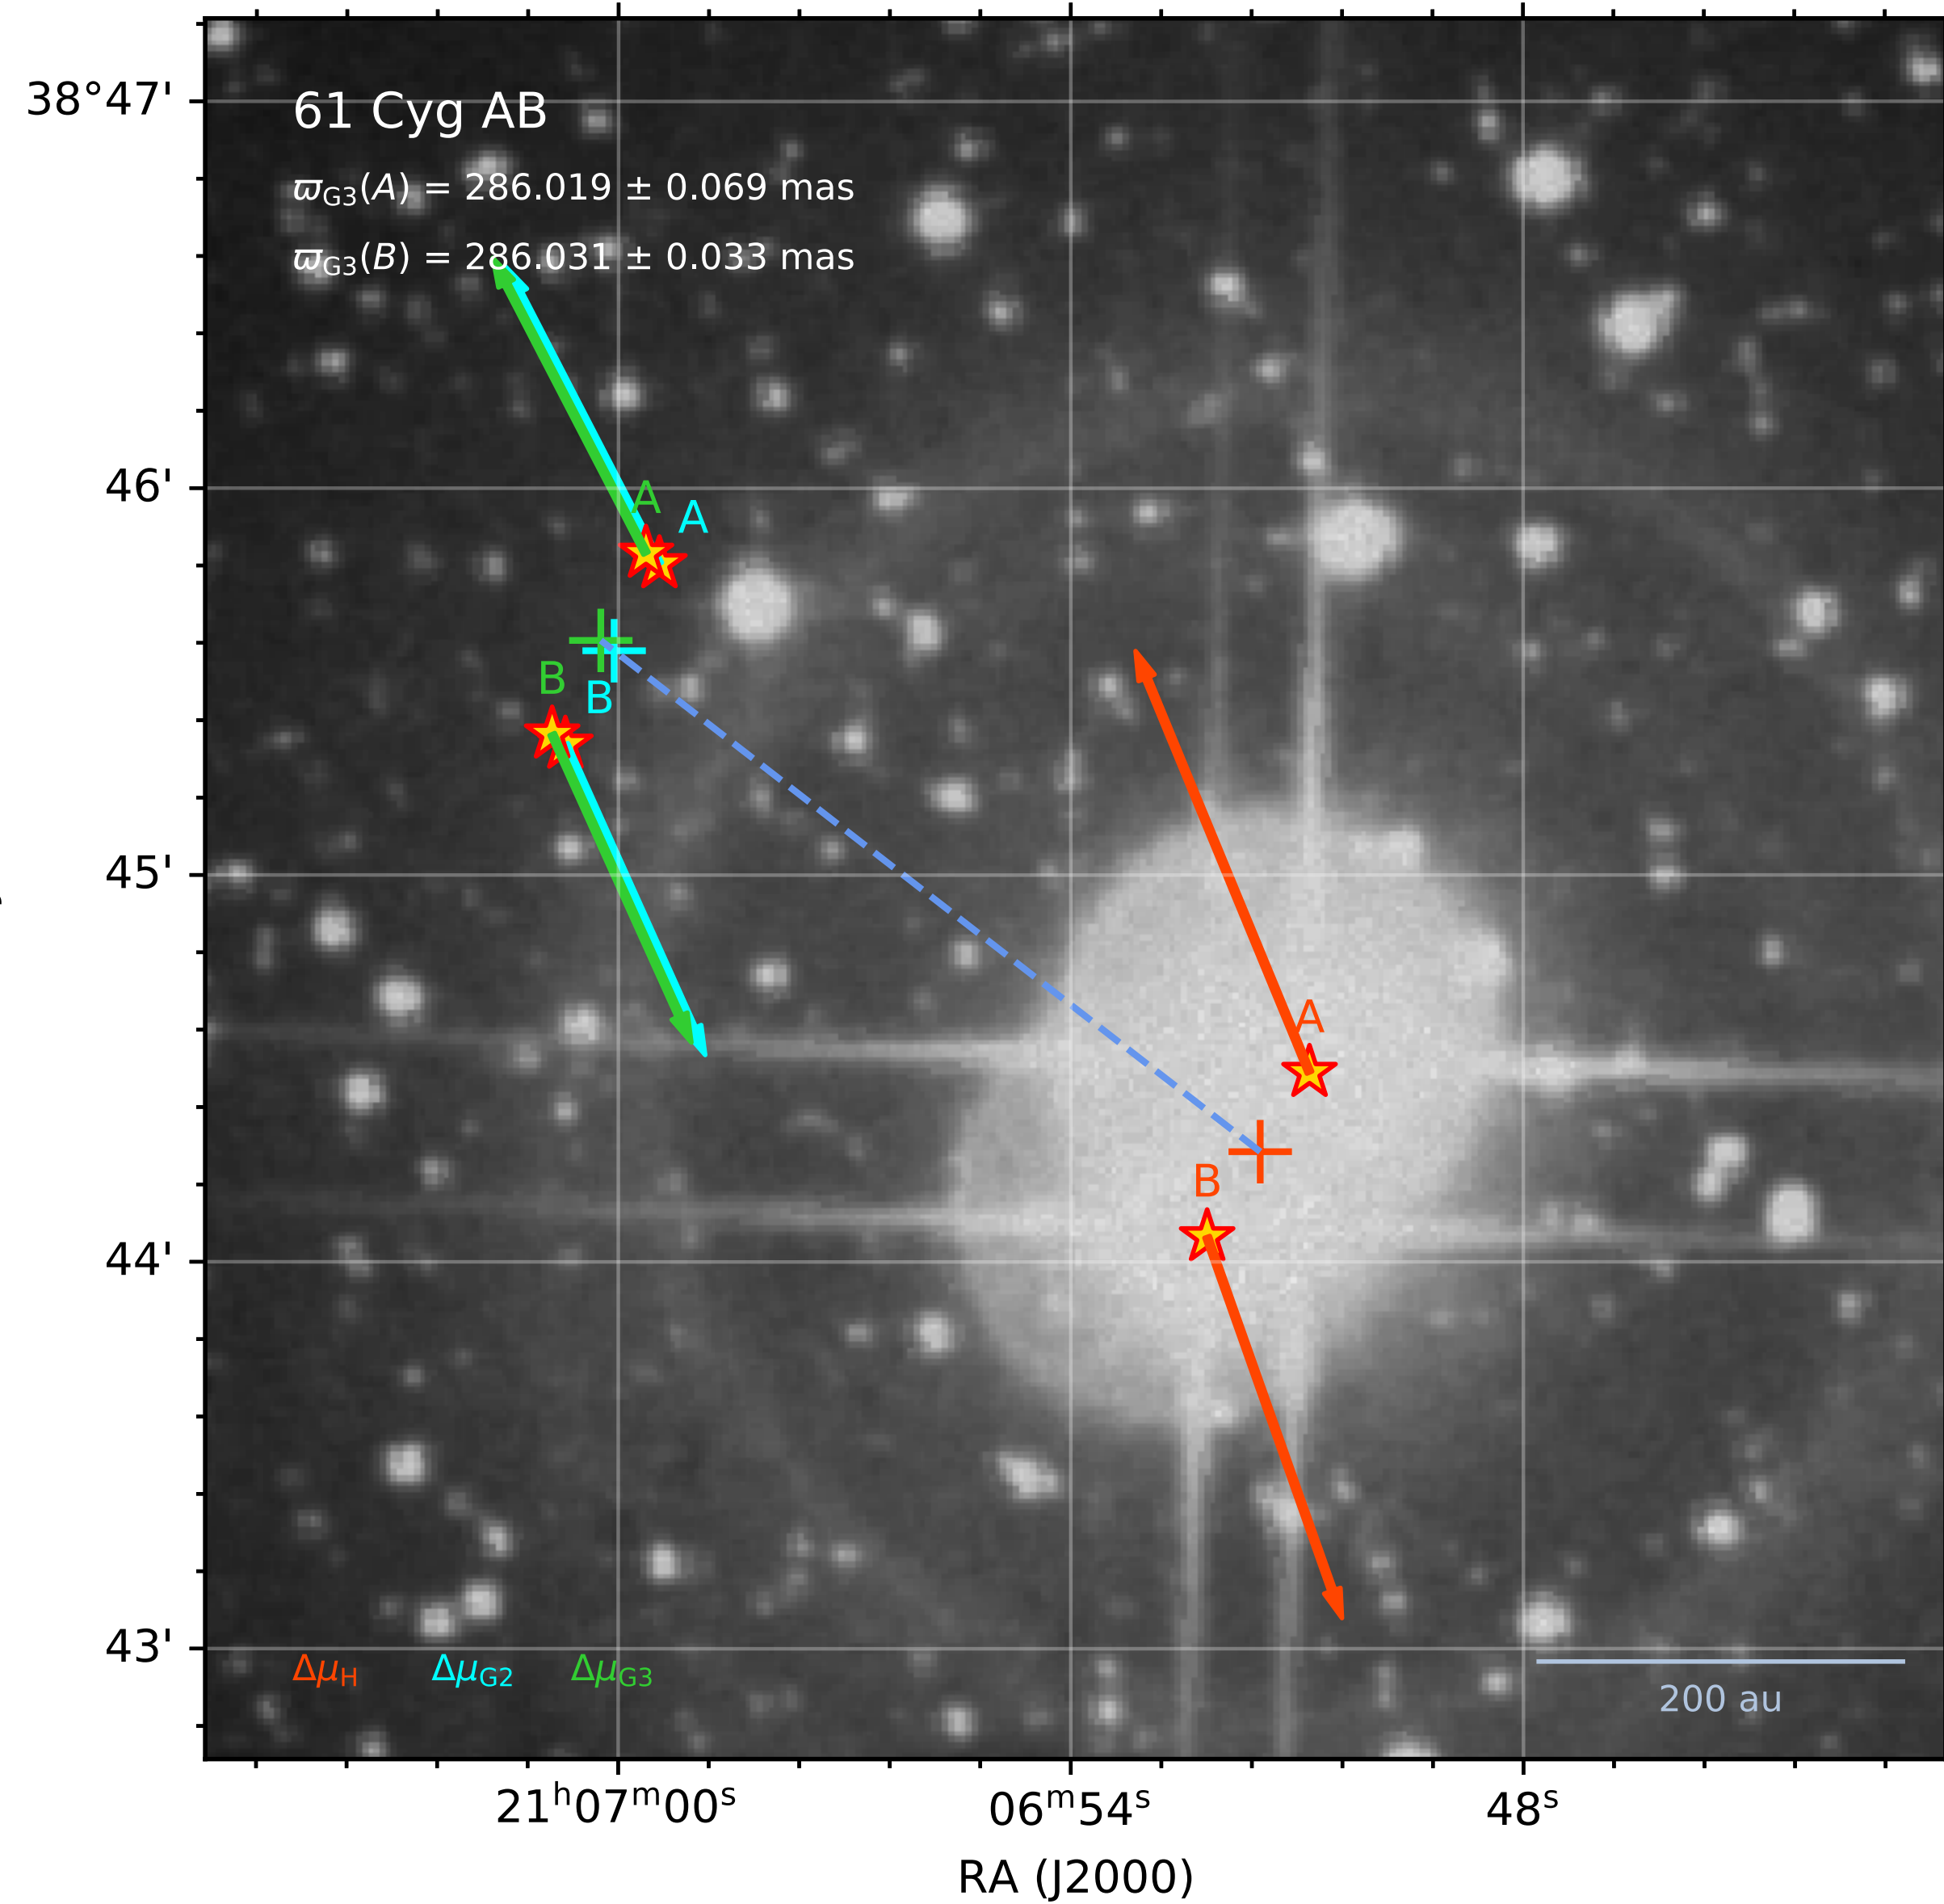 61 Cyg AB
ϖG3(A) = 286.019 ± 0.069 mas
ϖG3(B) = 286.031 ± 0.033 mas
38°47'
46'
45'
44'
43'
A
A
B
B
A
B
ΔμH ΔμG2 ΔμG3
200 au
21h07m00s 06m54s 48s
RA (J2000)